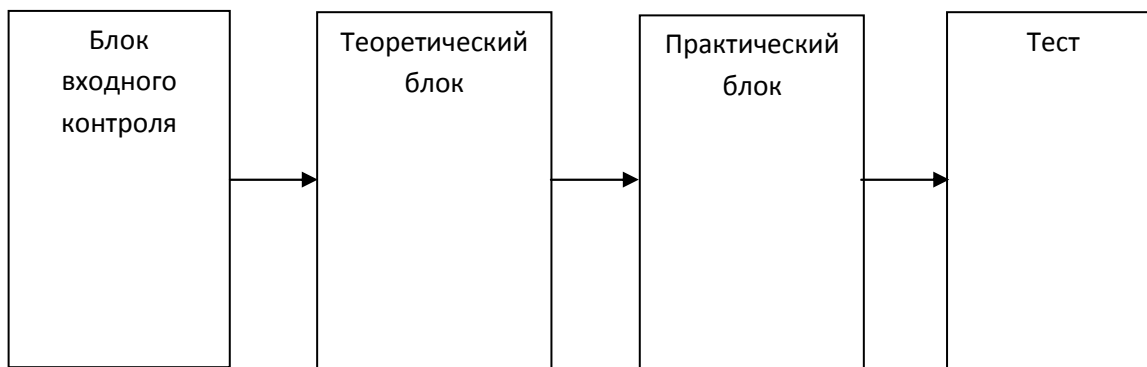 Блок
входного
контроля
Теоретический
блок
Практический
блок
Тест